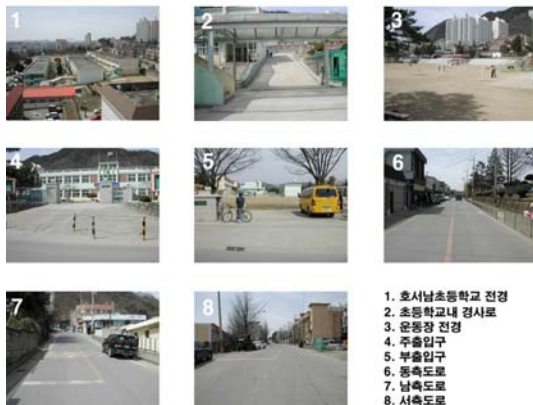 1
2
3
4
5
6
7
8
1. 호서남초등학교 전경
2. 초등학교내 경사로
3. 운동장 전경
4. 주출입구
5. 부출입구
6. 동측도로
7. 남측도로
8. 서측도로